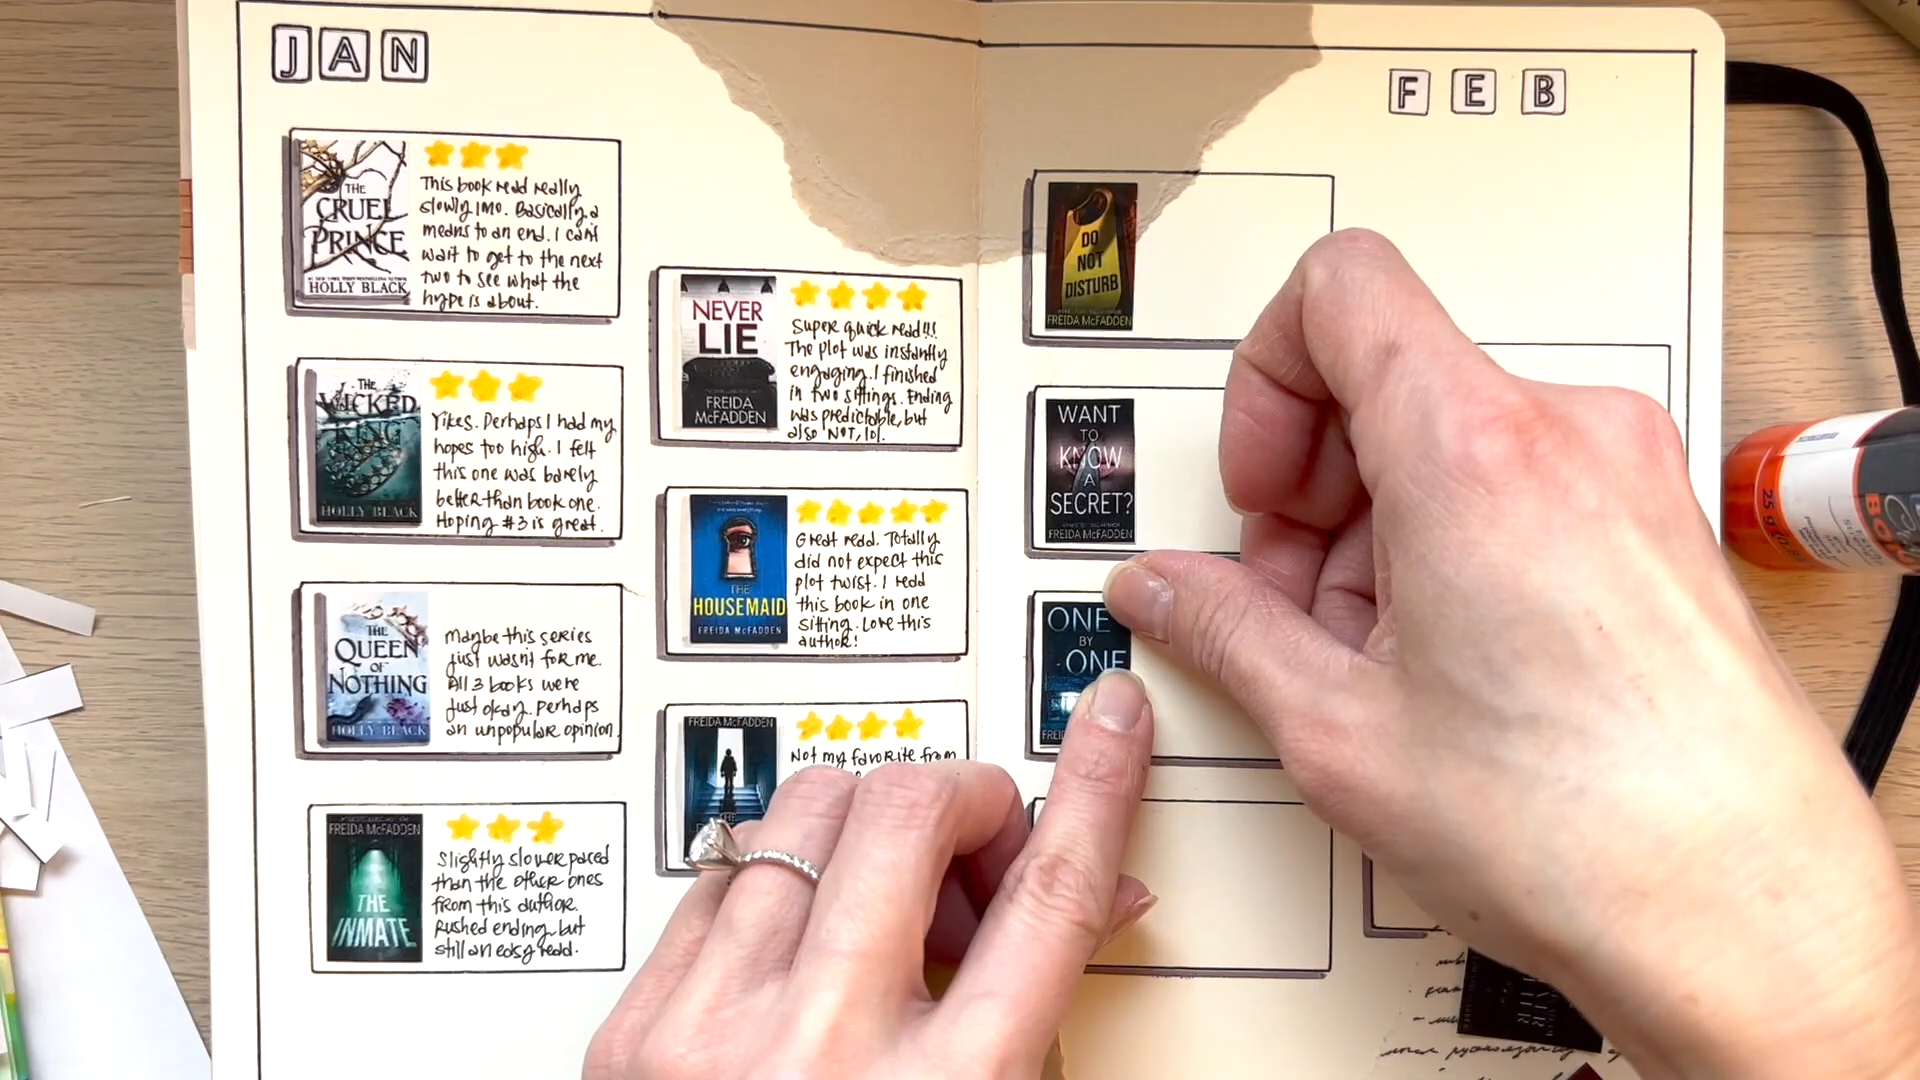 JAN
THE
CRUEL
PRINCE
HOLLY BLACK
This book read really
slowly IMO. Basically a
means to an end. I can't
wait to get to the next
two to see what the
hype is about.
THE
WICKED
KING
HOLLY BLACK
Yikes. Perhaps I had my
hopes too high. I felt
this one was barely
better than book one.
Hoping #3 is great.
THE
QUEEN
OF
NOTHING
HOLLY BLACK
Maybe this series
just wasn't for me.
All 3 books were
just okay. Perhaps
an unpopular opinion.
FREIDA McFADDEN
THE
INMATE
Slightly slower paced
than the other ones
from this author.
Rushed ending, but
still an easy read.
NEVER
LIE
FREIDA
McFADDEN
Super quick read!!!
The plot was instantly
engaging. I finished
in two sittings. Ending
was predictable, but
also NOT, lol.
THE
HOUSEMAID
FREIDA McFADDEN
Great read. Totally
did not expect this
plot twist. I read
this book in one
sitting. Love this
author!
FREIDA McFADDEN
THE
Not my favorite from
FEB
DO
NOT
DISTURB
FREIDA McFADDEN
WANT
TO
KNOW
A
SECRET?
FREIDA McFADDEN
ONE
BY
ONE
25 g